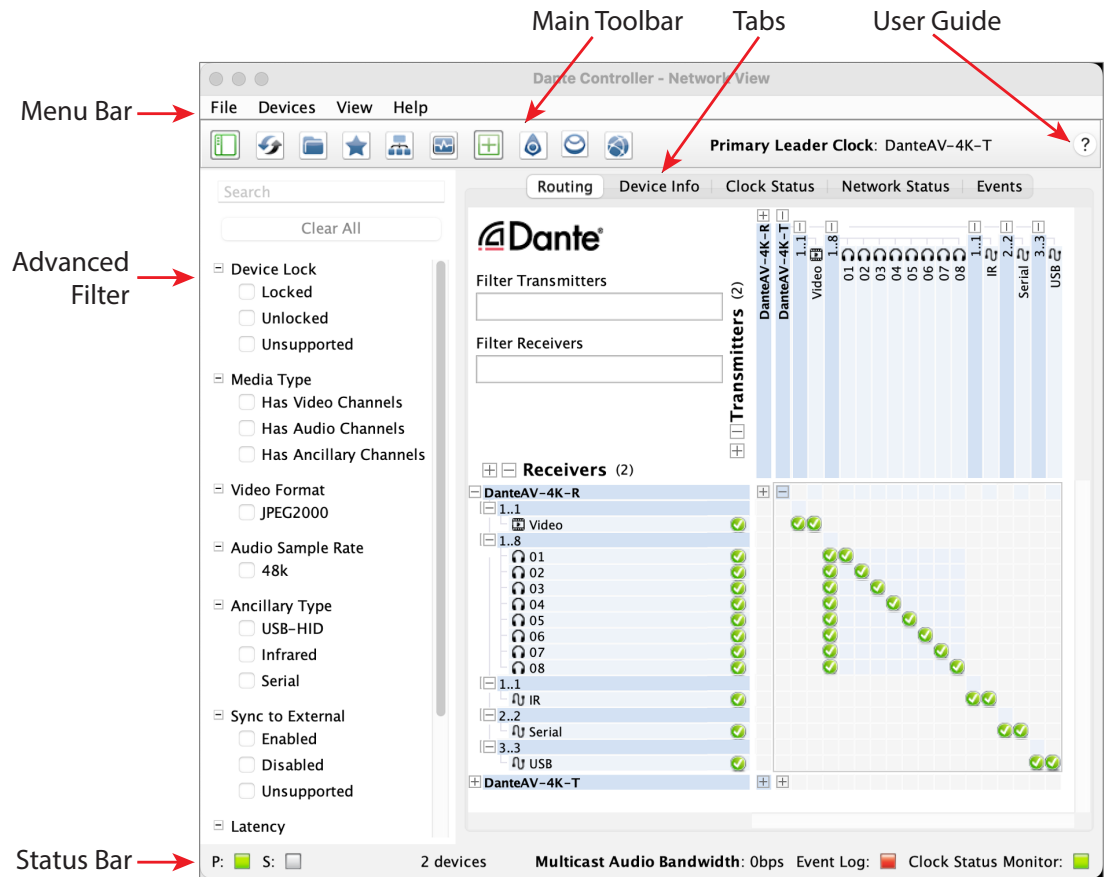 Main Toolbar Tabs User Guide
Dante Controller - Network View
Menu Bar
File Devices View Help
Primary Leader Clock: DanteAV-4K-T ?
Search
Clear All
Advanced
Filter
Device Lock
Locked
Unlocked
Unsupported
Media Type
Has Video Channels
Has Audio Channels
Has Ancillary Channels
Video Format
JPEG2000
Audio Sample Rate
48k
Ancillary Type
USB-HID
Infrared
Serial
Sync to External
Enabled
Disabled
Unsupported
Latency
Routing Device Info Clock Status Network Status Events
Dante®
Filter Transmitters
Filter Receivers
Transmitters (2)
DanteAV-4K-R
DanteAV-4K-T
1..1
Video
1..8
01
02
03
04
05
06
07
08
1..1
IR
2..2
Serial
3..3
USB
Receivers (2)
DanteAV-4K-R
1..1
Video
1..8
01
02
03
04
05
06
07
08
1..1
IR
2..2
Serial
3..3
USB
DanteAV-4K-T
Status Bar
P: S: 2 devices Multicast Audio Bandwidth: 0bps Event Log: Clock Status Monitor: